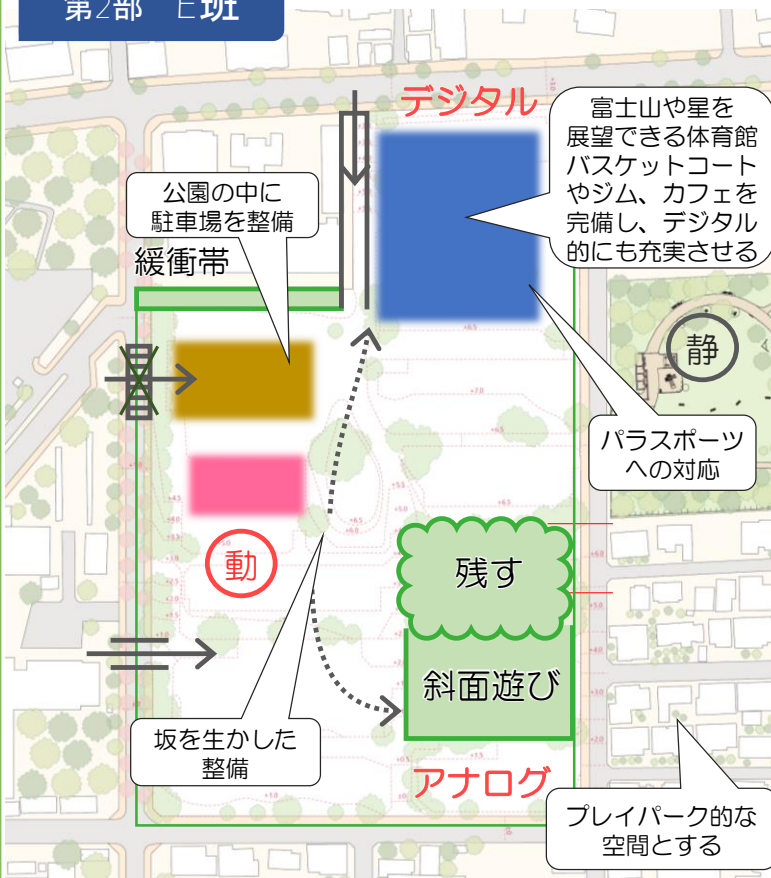 第2部 E班
デジタル
富士山や星を
展望できる体育館
バスケットコート
やジム、カフェを
完備し、デジタル
的にも充実させる
公園の中に
駐車場を整備
緩衝帯
静
パラスポーツ
への対応
動
残す
斜面遊び
坂を生かした
整備
アナログ
プレイパーク的な
空間とする